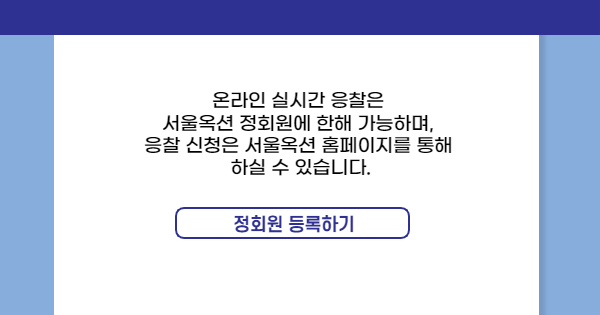 온라인 실시간 응찰은
서울옥션 정회원에 한해 가능하며,
응찰 신청은 서울옥션 홈페이지를 통해
하실 수 있습니다.
정회원 등록하기